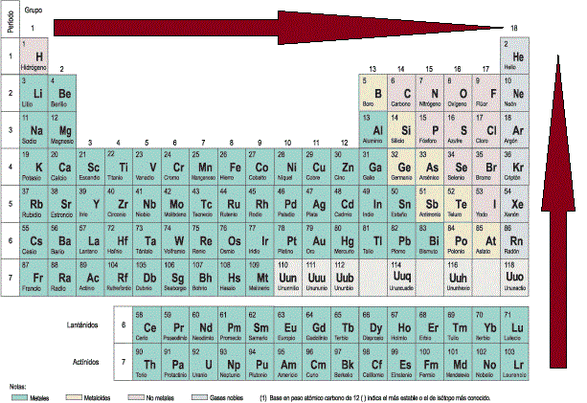 Período
Grupo
1 18
1 H Hidrógeno 2 He Helio
2 13 14 15 16 17
2 3 Li Litio 4 Be Berilio 5 B Boro 6 C Carbono 7 N Nitrógeno 8 O Oxígeno 9 F Flúor 10 Ne Neón
3 11 Na Sodio 12 Mg Magnesio 13 Al Aluminio 14 Si Silicio 15 P Fósforo 16 S Azufre 17 Cl Cloro 18 Ar Argón
3 4 5 6 7 8 9 10 11 12
4 19 K Potasio 20 Ca Calcio 21 Sc Escandio 22 Ti Titanio 23 V Vanadio 24 Cr Cromo 25 Mn Manganeso 26 Fe Hierro 27 Co Cobalto 28 Ni Níquel 29 Cu Cobre 30 Zn Cinc 31 Ga Galio 32 Ge Germanio 33 As Arsénico 34 Se Selenio 35 Br Bromo 36 Kr Criptón
5 37 Rb Rubidio 38 Sr Estroncio 39 Y Itrio 40 Zr Circonio 41 Nb Niobio 42 Mo Molibdeno 43 Tc Tecnecio 44 Ru Rutenio 45 Rh Rodio 46 Pd Paladio 47 Ag Plata 48 Cd Cadmio 49 In Indio 50 Sn Estaño 51 Sb Antimonio 52 Te Teluro 53 I Yodo 54 Xe Xenón
6 55 Cs Cesio 56 Ba Bario 57 La Lantano 72 Hf Hafnio 73 Ta Tantalo 74 W Volframio 75 Re Renio 76 Os Osmio 77 Ir Iridio 78 Pt Platino 79 Au Oro 80 Hg Mercurio 81 Tl Talio 82 Pb Plomo 83 Bi Bismuto 84 Po Polonio 85 At Astato 86 Rn Radón
7 87 Fr Francio 88 Ra Radio 89 Ac Actinio 104 Rf 105 Db Dubnio 106 Sg Seaborgio 107 Bh Bohrio 108 Hs Hassio 109 Mt Meitnerio 110 Uun Ununnilio 111 Uuu Unununio 112 Uub Ununbio 114 Uuq 116 Uuh 118 Uuo
Lantánidos 6 58 Ce Cerio 59 Pr 60 Nd Neodimio 61 Pm Promecio 62 Sm Samario 63 Eu Europio 64 Gd Gadolinio 65 Tb Terbio 66 Dy Disprosio 67 Ho Holmio 68 Er Erbio 69 Tm Tulio 70 Yb Iterbio 71 Lu Lutecio
Actínidos 7 90 Th Torio 91 Pa Protactinio 92 U Uranio 93 Np Neptunio 94 Pu Plutonio 95 Am Americio 96 Cm Curio 97 Bk Berkelio 98 Cf Californio 99 Es Einstenio 100 Fm Fermio 101 Md Mendelevio 102 No Nobelio 103 Lr Laurencio
Notas:
Metales Metaloides No metales Gases nobles (1) Base en peso atómico carbono de 12 ( ) indica el más estable o el de isótopo más conocido.